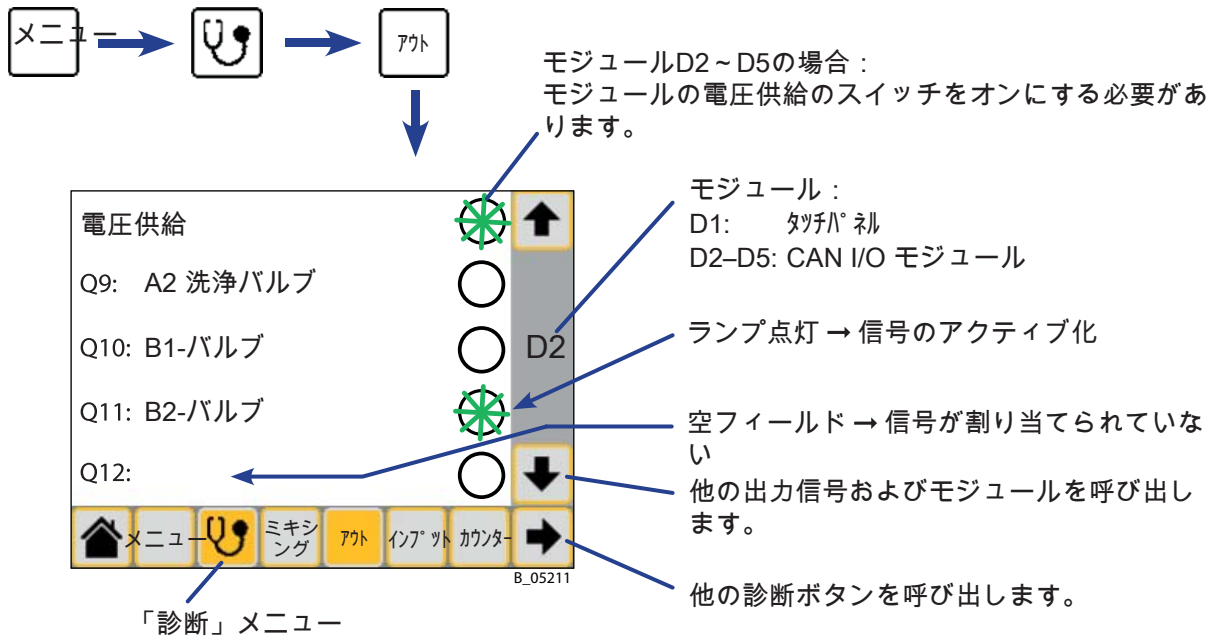 メニュー
アウト
モジュールD2~D5の場合:
モジュールの電圧供給のスイッチをオンにする必要があ
ります。
モジュール:
D1: タッチパネル
D2–D5: CAN I/O モジュール
ランプ点灯 → 信号のアクティブ化
空フィールド → 信号が割り当てられていな
い
他の出力信号およびモジュールを呼び出し
ます。
他の診断ボタンを呼び出します。
電圧供給
Q9: A2 洗浄バルブ
Q10: B1-バルブ
D2
Q11: B2-バルブ
Q12:
メニュー
ミキシ
ング
アウト
インプット
カウンター
B_05211
「診断」メニュー